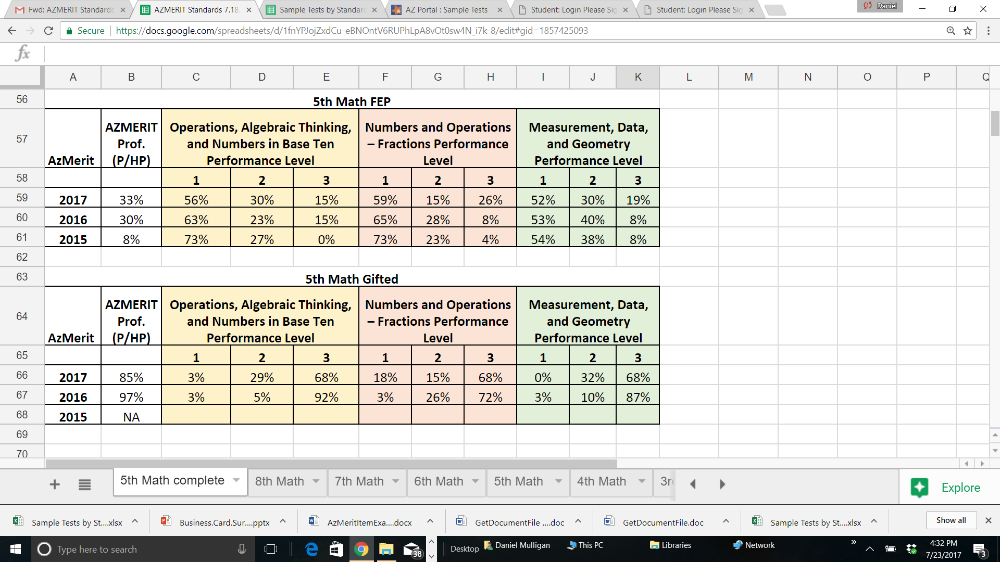 Fwd: AZMERIT Standards
AZMERIT Standards 7.18.
Sample Tests by Standar
AZ Portal : Sample Tests
Student: Login Please Sig
Student: Login Please Sig
Daniel
Secure
https://docs.google.com/spreadsheets/d/1fnYPJojZxdCu-eBNOntV6RUPhLpA8vOt0sw4N_i7k-8/edit#gid=1857425093
fx
A B C D E F G H I J K L M N O P Q
56 5th Math FEP
57 AzMerit
AZMERIT
Prof.
(P/HP)
Operations, Algebraic Thinking,
and Numbers in Base Ten
Performance Level
Numbers and Operations
– Fractions Performance
Level
Measurement, Data,
and Geometry
Performance Level
58 1 2 3 1 2 3 1 2 3
59 2017 33% 56% 30% 15% 59% 15% 26% 52% 30% 19%
60 2016 30% 63% 23% 15% 65% 28% 8% 53% 40% 8%
61 2015 8% 73% 27% 0% 73% 23% 4% 54% 38% 8%
62
63 5th Math Gifted
64 AzMerit
AZMERIT
Prof.
(P/HP)
Operations, Algebraic Thinking,
and Numbers in Base Ten
Performance Level
Numbers and Operations
– Fractions Performance
Level
Measurement, Data,
and Geometry
Performance Level
65 1 2 3 1 2 3 1 2 3
66 2017 85% 3% 29% 68% 18% 15% 68% 0% 32% 68%
67 2016 97% 3% 5% 92% 3% 26% 72% 3% 10% 87%
68 2015 NA
69
70
5th Math complete
8th Math
7th Math
6th Math
5th Math
4th Math
3r
Explore
Sample Tests by St....xlsx
Business.Card.Sur....pptx
AzMeritItemExa....docx
GetDocumentFile ....doc
GetDocumentFile.doc
Sample Tests by St....xlsx
Show all
Type here to search
38
Desktop
Daniel Mulligan
This PC
Libraries
Network
»
4:32 PM
7/23/2017
3